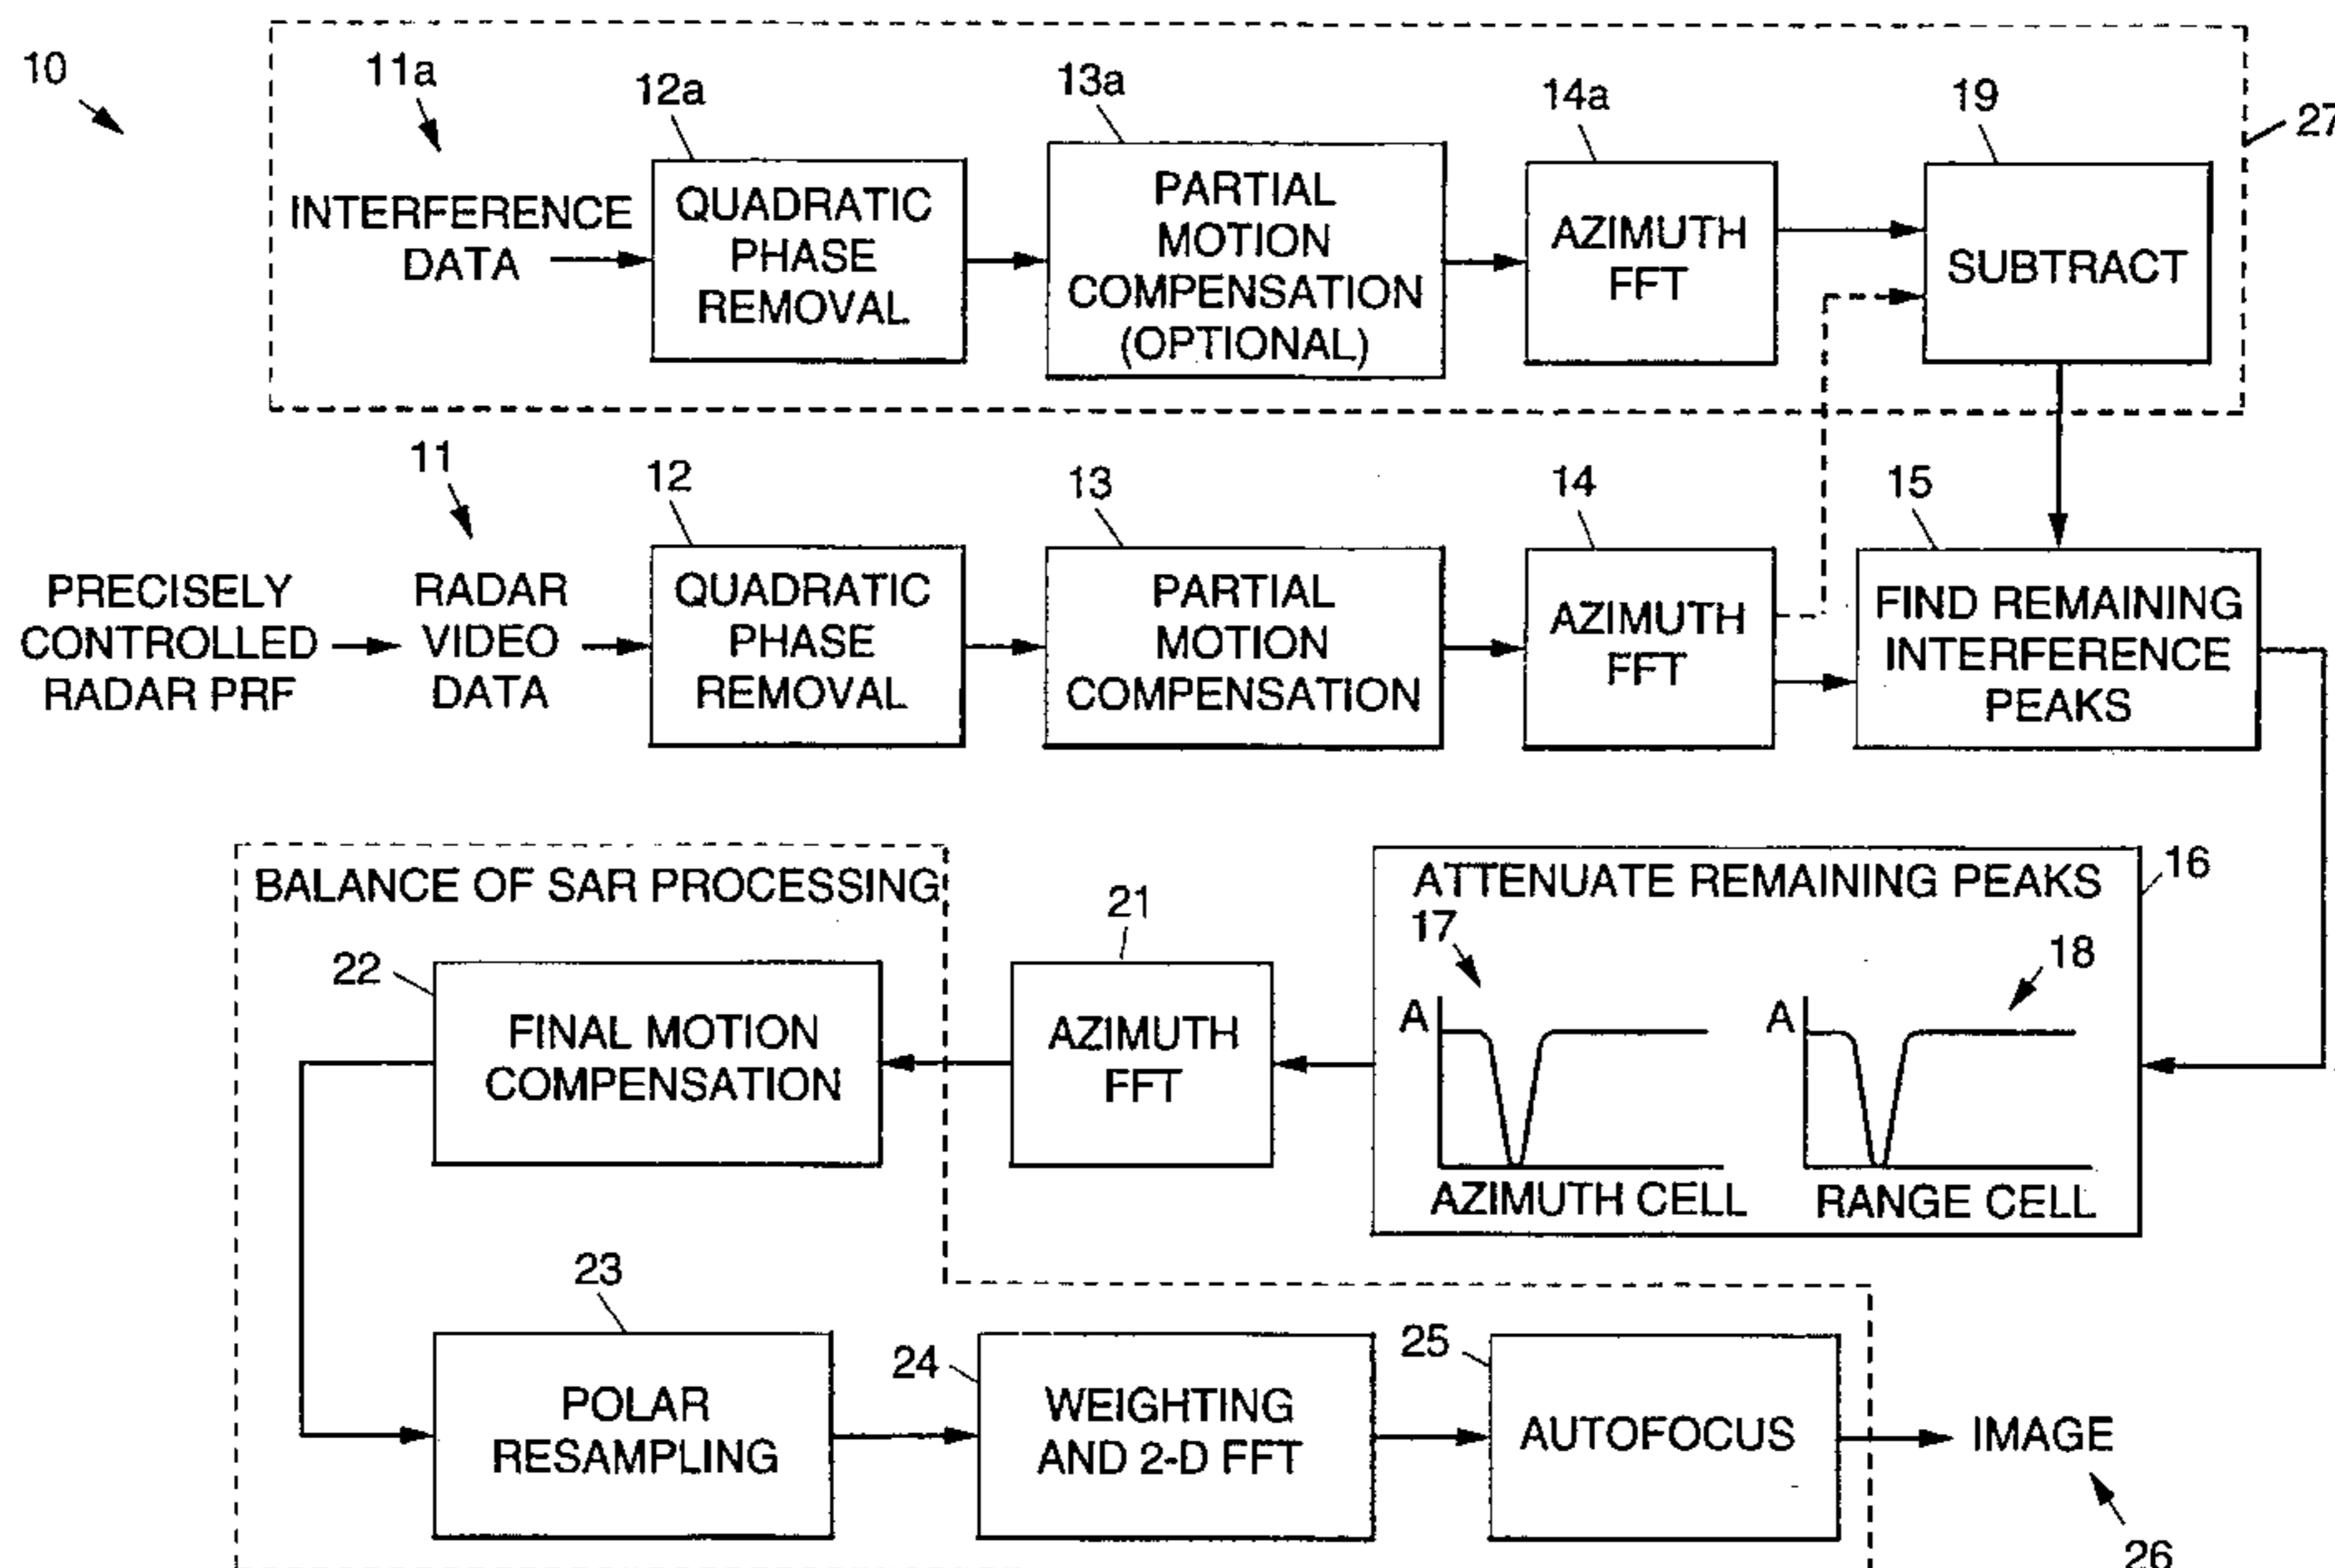 10
11a
12a
13a
14a
19
27
INTERFERENCE
DATA
QUADRATIC
PHASE
REMOVAL
PARTIAL
MOTION
COMPENSATION
(OPTIONAL)
AZIMUTH
FFT
SUBTRACT
11
12
13
14
15
PRECISELY
CONTROLLED
RADAR PRF
RADAR
VIDEO
DATA
QUADRATIC
PHASE
REMOVAL
PARTIAL
MOTION
COMPENSATION
AZIMUTH
FFT
FIND REMAINING
INTERFERENCE
PEAKS
BALANCE OF SAR PROCESSING
22
FINAL MOTION
COMPENSATION
21
AZIMUTH
FFT
ATTENUATE REMAINING PEAKS
16
17
18
A
A
AZIMUTH CELL
RANGE CELL
23
POLAR
RESAMPLING
24
WEIGHTING
AND 2-D FFT
25
AUTOFOCUS
IMAGE
26